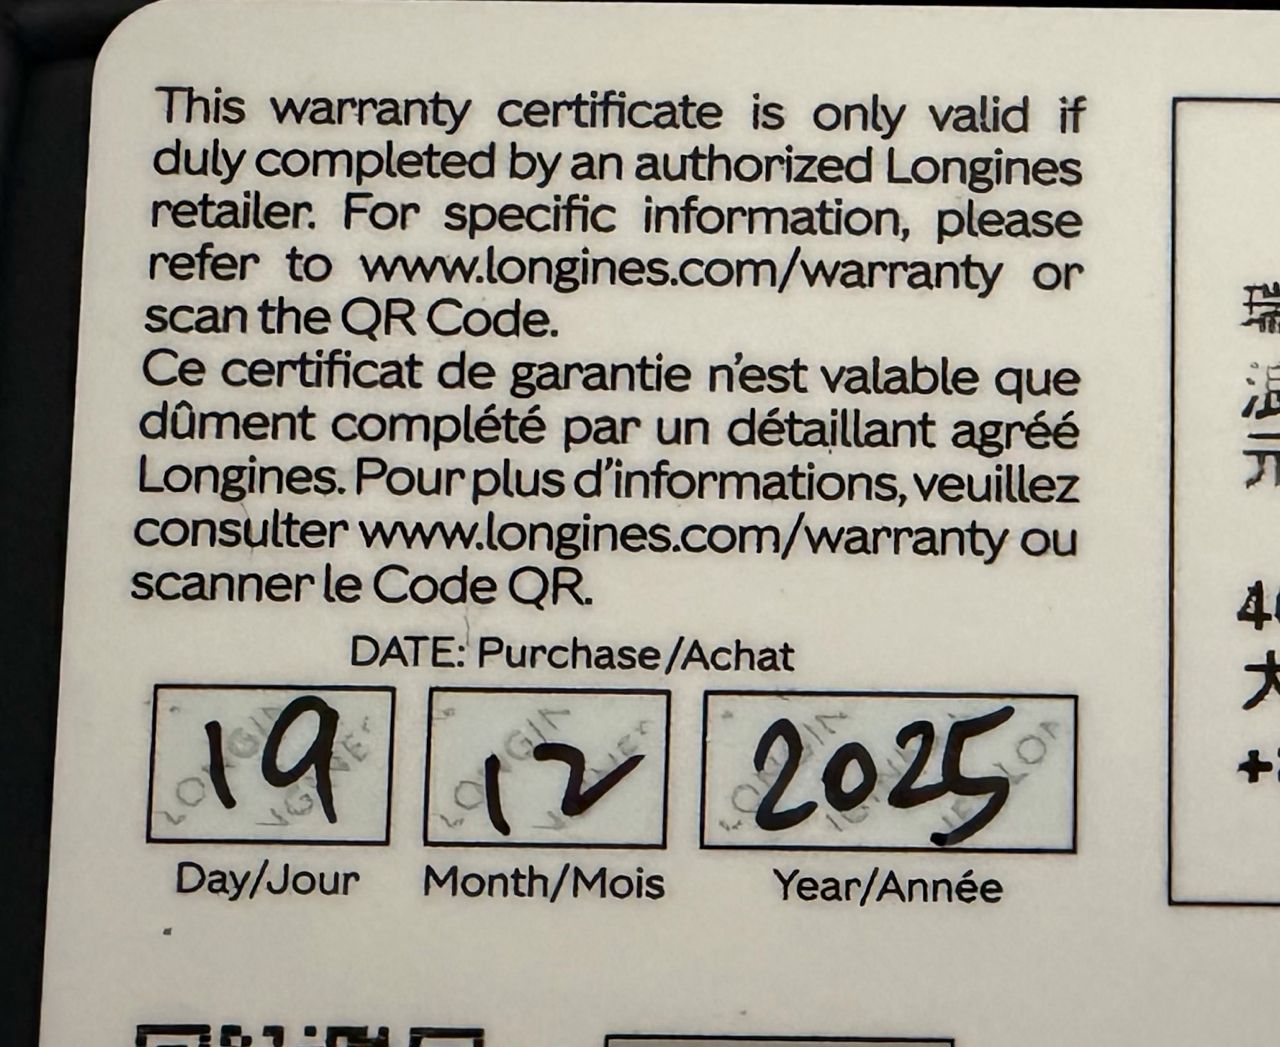 This warranty certificate is only valid if
duly completed by an authorized Longines
retailer. For specific information, please
refer to www.longines.com/warranty or
scan the QR Code.
Ce certificat de garantie n'est valable que
dûment complété par un détaillant agréé
Longines. Pour plus d'informations, veuillez
consulter www.longines.com/warranty ou
scanner le Code QR.
DATE: Purchase/Achat
19 12 2025
Day/Jour Month/Mois Year/Année